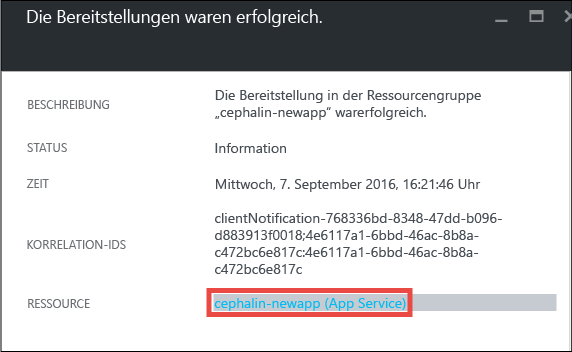 Die Bereitstellungen waren erfolgreich.
BESCHREIBUNG
Die Bereitstellung in der Ressourcengruppe
„cephalin-newapp“ warerfolgreich.
STATUS
Information
ZEIT
Mittwoch, 7. September 2016, 16:21:46 Uhr
KORRELATION-IDS
clientNotification-768336bd-8348-47dd-b096-
d883913f0018;4e6117a1-6bbd-46ac-8b8a-
c472bc6e817c:4e6117a1-6bbd-46ac-8b8a-
c472bc6e817c
RESSOURCE
cephalin-newapp (App Service)